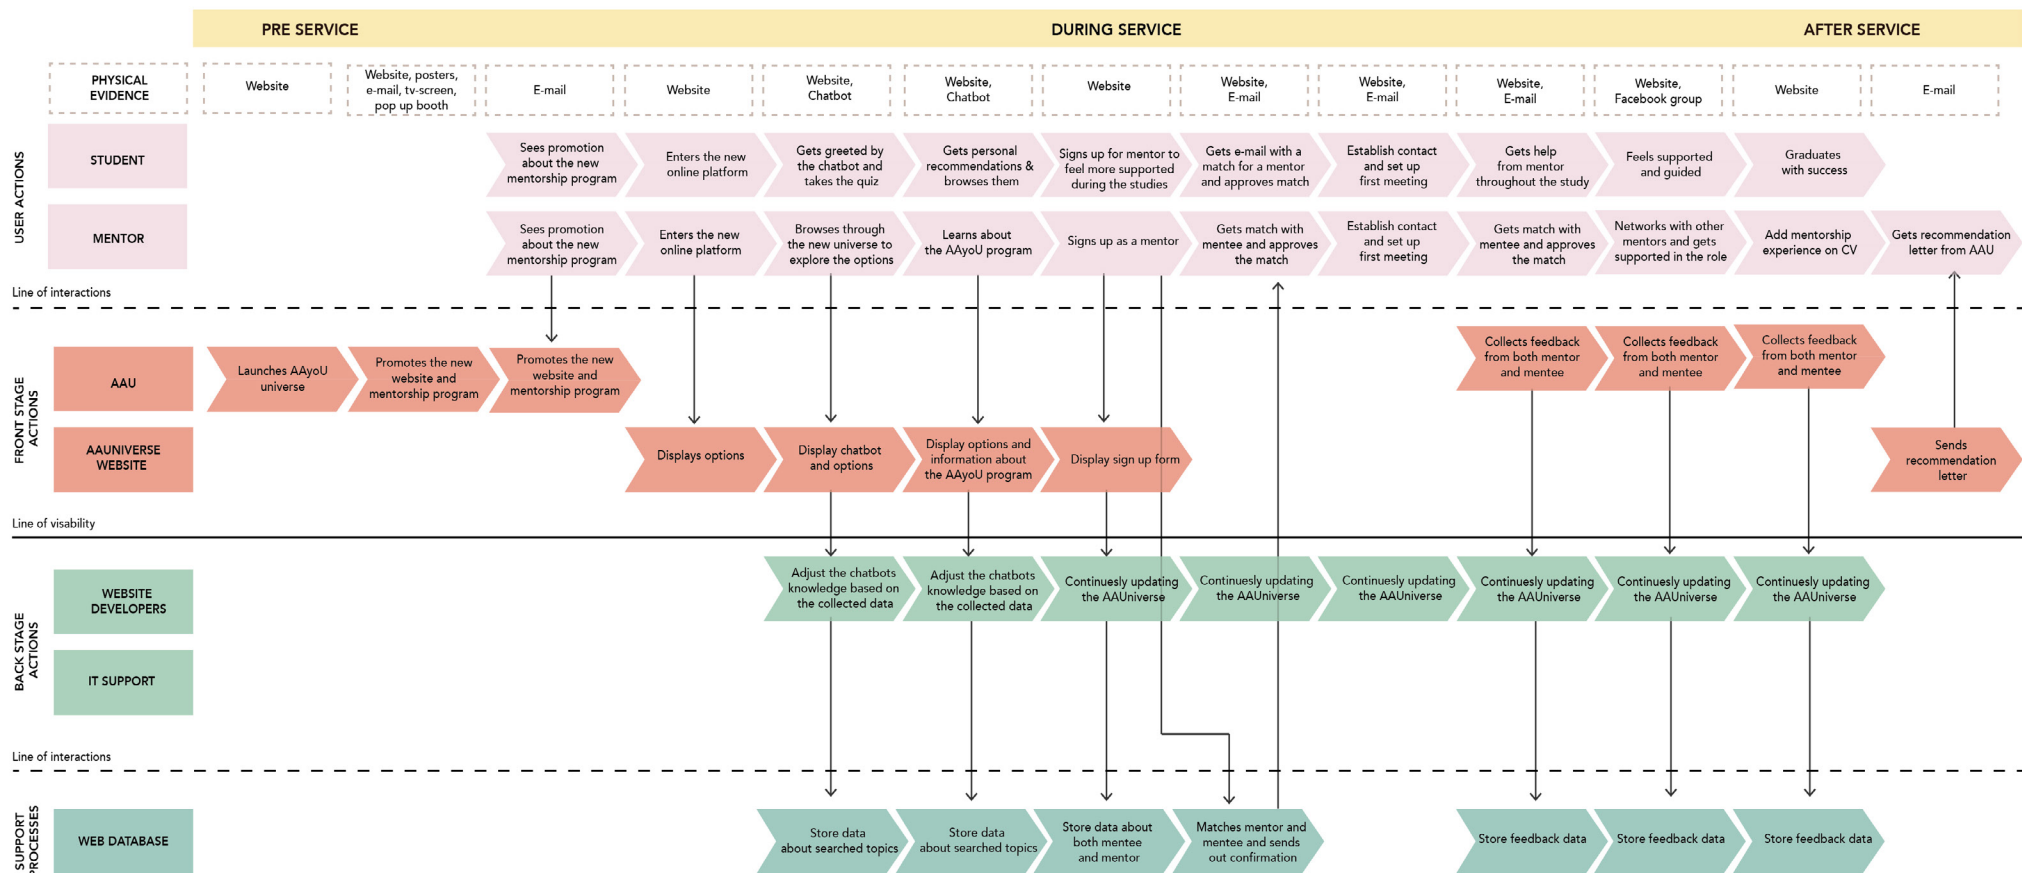 PRE SERVICE
DURING SERVICE
AFTER SERVICE
PHYSICAL
EVIDENCE
Website
Website, posters,
e-mail, tv-screen,
pop up booth
E-mail
Website
Website,
Chatbot
Website,
Chatbot
Website
Website,
E-mail
Website,
E-mail
Website,
E-mail
Website,
Facebook group
Website
E-mail
USER ACTIONS
STUDENT
Sees promotion
about the new
mentorship program
Enters the new
online platform
Gets greeted by
the chatbot and
takes the quiz
Gets personal
recommendations &
browses them
Signs up for mentor to
feel more supported
during the studies
Gets e-mail with a
match for a mentor
and approves match
Establish contact
and set up
first meeting
Gets help
from mentor
throughout the study
Feels supported
and guided
Graduates
with success
MENTOR
Sees promotion
about the new
mentorship program
Enters the new
online platform
Browses through
the new universe to
explore the options
Learns about
the AAyoU program
Signs up as a mentor
Gets match with
mentee and approves
the match
Establish contact
and set up
first meeting
Gets match with
mentee and approves
the match
Networks with other
mentors and gets
supported in the role
Add mentorship
experience on CV
Gets recommendation
letter from AAU
Line of interactions
FRONT STAGE
ACTIONS
AAU
Launches AAyoU
universe
Promotes the new
website and
mentorship program
Promotes the new
website and
mentorship program
Collects feedback
from both mentor
and mentee
Collects feedback
from both mentor
and mentee
Collects feedback
from both mentor
and mentee
AAUNIVERSE
WEBSITE
Displays options
Display chatbot
and options
Display options and
information about
the AAyoU program
Display sign up form
Sends
recommendation
letter
Line of visability
BACK STAGE
ACTIONS
WEBSITE
DEVELOPERS
Adjust the chatbots
knowledge based on
the collected data
Adjust the chatbots
knowledge based on
the collected data
Continuesly updating
the AAUniverse
Continuesly updating
the AAUniverse
Continuesly updating
the AAUniverse
Continuesly updating
the AAUniverse
Continuesly updating
the AAUniverse
Continuesly updating
the AAUniverse
IT SUPPORT
Line of interactions
SUPPORT
PROCESSES
WEB DATABASE
Store data
about searched topics
Store data
about searched topics
Store data about
both mentee
and mentor
Matches mentor and
mentee and sends
out confirmation
Store feedback data
Store feedback data
Store feedback data